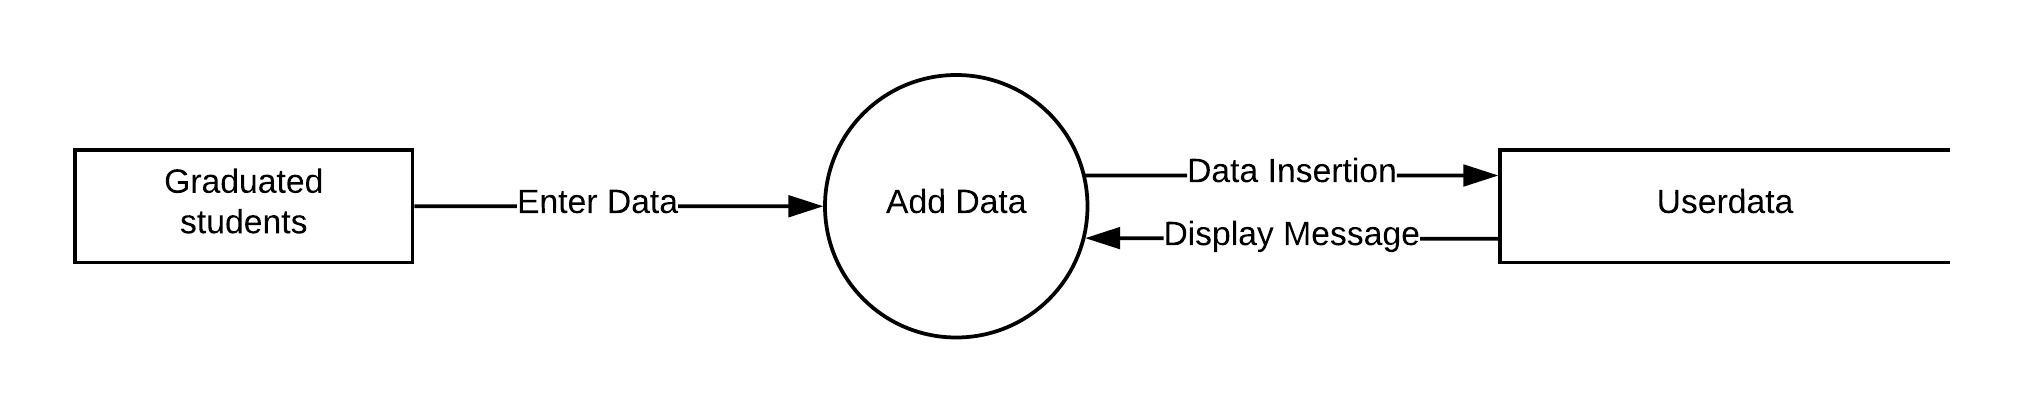 Graduated
students
Enter Data
Add Data
Data Insertion
Display Message
Userdata